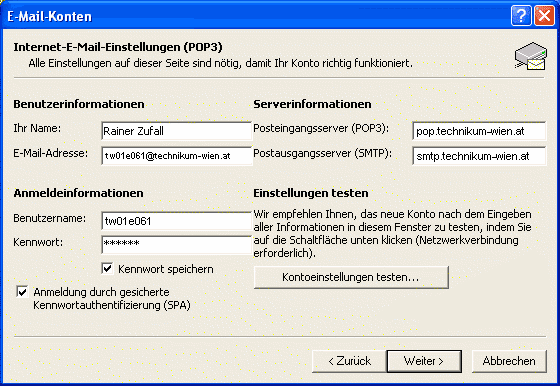 E-Mail-Konten
Internet-E-Mail-Einstellungen (POP3)
Alle Einstellungen auf dieser Seite sind nötig, damit Ihr Konto richtig funktioniert.
Benutzerinformationen
Ihr Name: Rainer Zufall
E-Mail-Adresse: tw01e061@technikum-wien.at
Serverinformationen
Posteingangsserver (POP3): pop.technikum-wien.at
Postausgangsserver (SMTP): smtp.technikum-wien.at
Anmeldeinformationen
Benutzername: tw01e061
Kennwort: ******
Kennwort speichern
Anmeldung durch gesicherte
Kennwortauthentifizierung (SPA)
Einstellungen testen
Wir empfehlen Ihnen, das neue Konto nach dem Eingeben
aller Informationen in diesem Fenster zu testen, indem Sie
auf die Schaltfläche unten klicken (Netzwerkverbindung
erforderlich).
Kontoeinstellungen testen...
< Zurück Weiter > Abbrechen